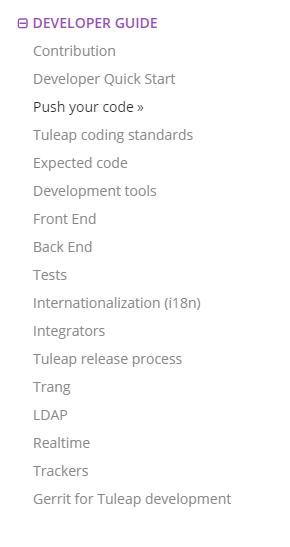 DEVELOPER GUIDE
Contribution
Developer Quick Start
Push your code »
Tuleap coding standards
Expected code
Development tools
Front End
Back End
Tests
Internationalization (i18n)
Integrators
Tuleap release process
Trang
LDAP
Realtime
Trackers
Gerrit for Tuleap development